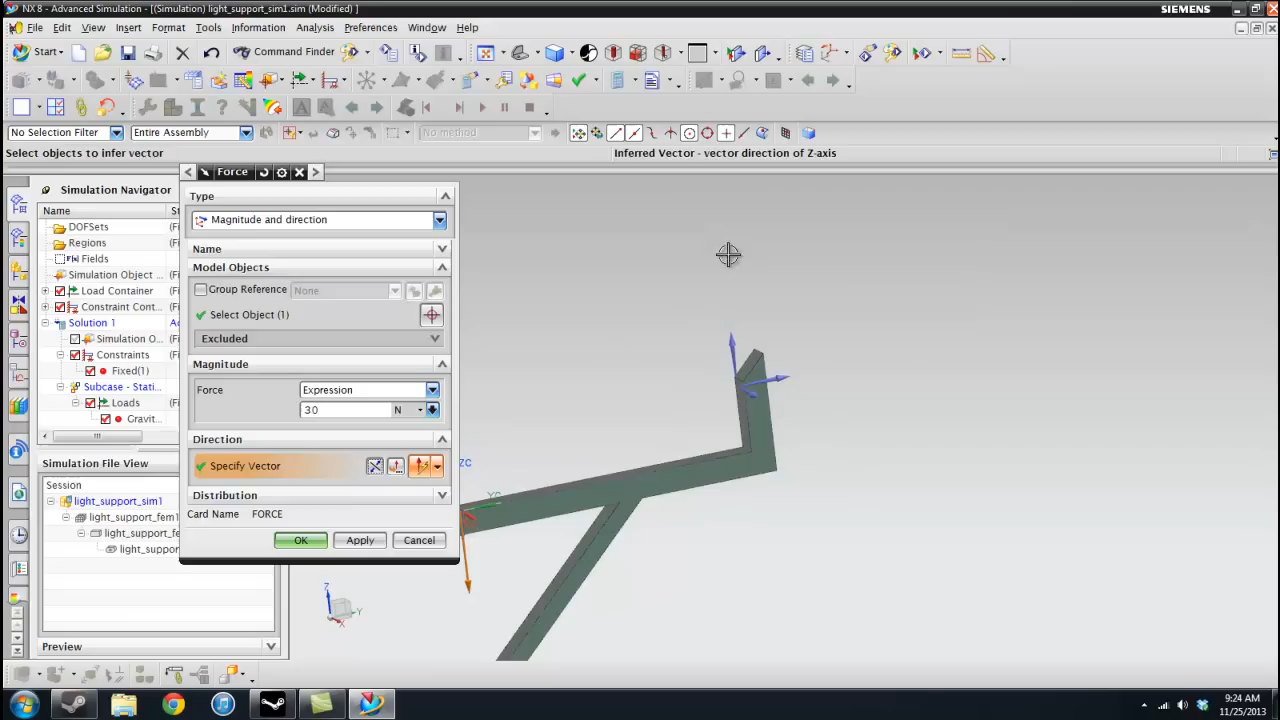 NX 8 - Advanced Simulation - [(Simulation) light_support_sim1.sim (Modified) ]
SIEMENS
File Edit View Insert Format Tools Information Analysis Preferences Window Help
Start Command Finder
No Selection Filter Entire Assembly No method
Select objects to infer vector
Inferred Vector - vector direction of Z-axis
Simulation Navigator
Name
DOFSets
Regions
Fields
Simulation Object ...
Load Container
Constraint Cont...
Solution 1
Simulation O...
Constraints
Fixed(1)
Subcase - Stati...
Loads
Gravit...
Simulation File View
Session
light_support_sim1
light_support_fem1
light_support_fe
light_support
Preview
Force
Type
Magnitude and direction
Name
Model Objects
Group Reference None
Select Object (1)
Excluded
Magnitude
Force Expression
30 N
Direction
Specify Vector
Distribution
Card Name FORCE
OK Apply Cancel
ZC
YC
Z
Y
X
9:24 AM
11/25/2013